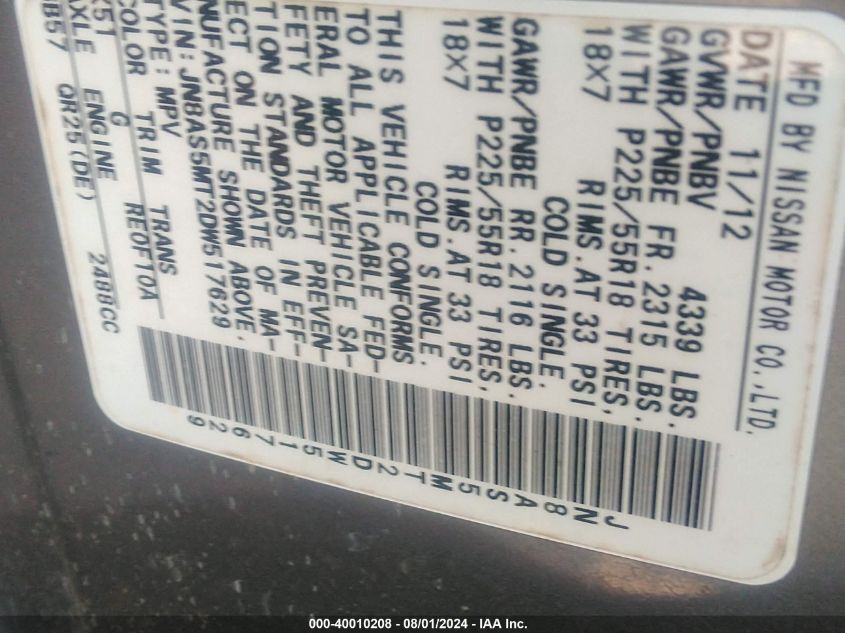 MFD BY NISSAN MOTOR CO.,LTD.
DATE 11/12
GVWR/PNBV 4339 LBS.
GAWR/PNBE FR. 2315 LBS.
WITH P225/55R18 TIRES,
18X7 RIMS.AT 33 PSI
COLD SINGLE.
GAWR/PNBE RR. 2116 LBS.
WITH P225/55R18 TIRES,
18X7 RIMS.AT 33 PSI
COLD SINGLE.
THIS VEHICLE CONFORMS
TO ALL APPLICABLE FED-
ERAL MOTOR VEHICLE SA-
FETY AND THEFT PREVEN-
TION STANDARDS IN EFF-
ECT ON THE DATE OF MA-
NUFACTURE SHOWN ABOVE.
VIN: JN8AS5MT2DW517629
TYPE: MPV
COLOR TRIM TRANS
K51 G RE0F10A
AXLE ENGINE
QR25(DE) 2488CC
JN8AS5MT2DW517629
000-40010208 - 08/01/2024 - IAA Inc.